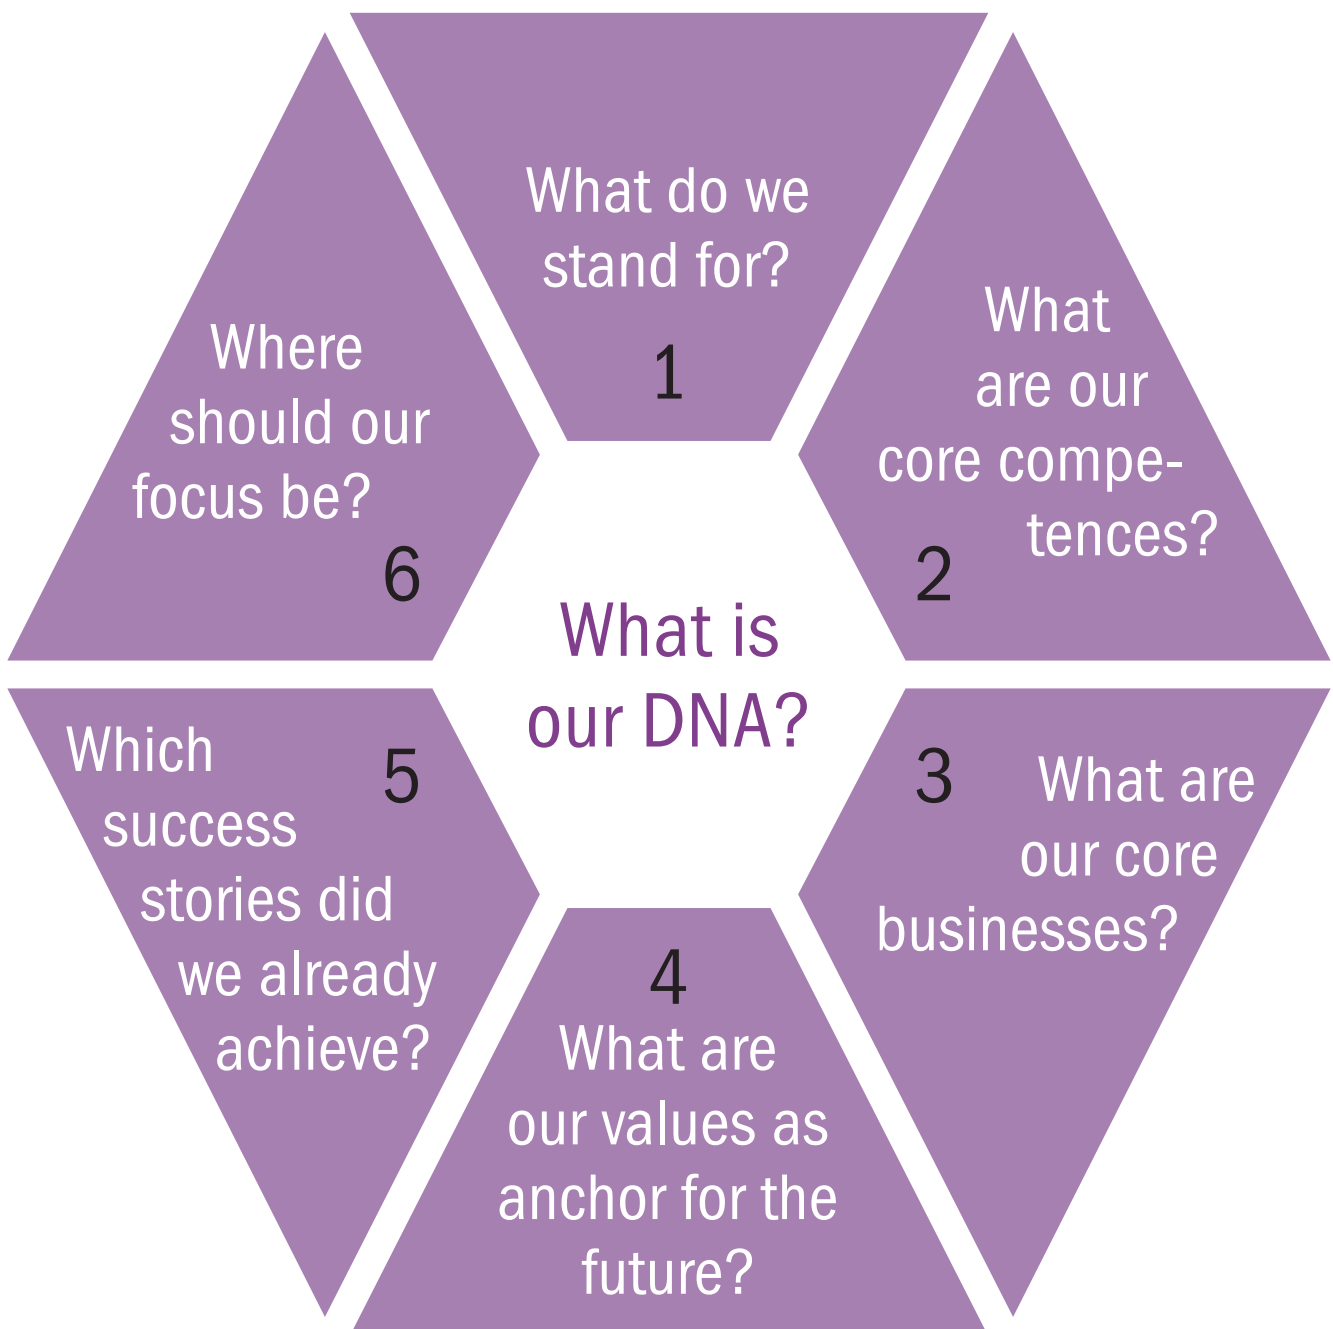 What do we
stand for?
1
What
are our
core compe-
tences?
2
3
What are
our core
businesses?
4
What are
our values as
anchor for the
future?
5
Which
success
stories did
we already
achieve?
Where
should our
focus be?
6
What is
our DNA?